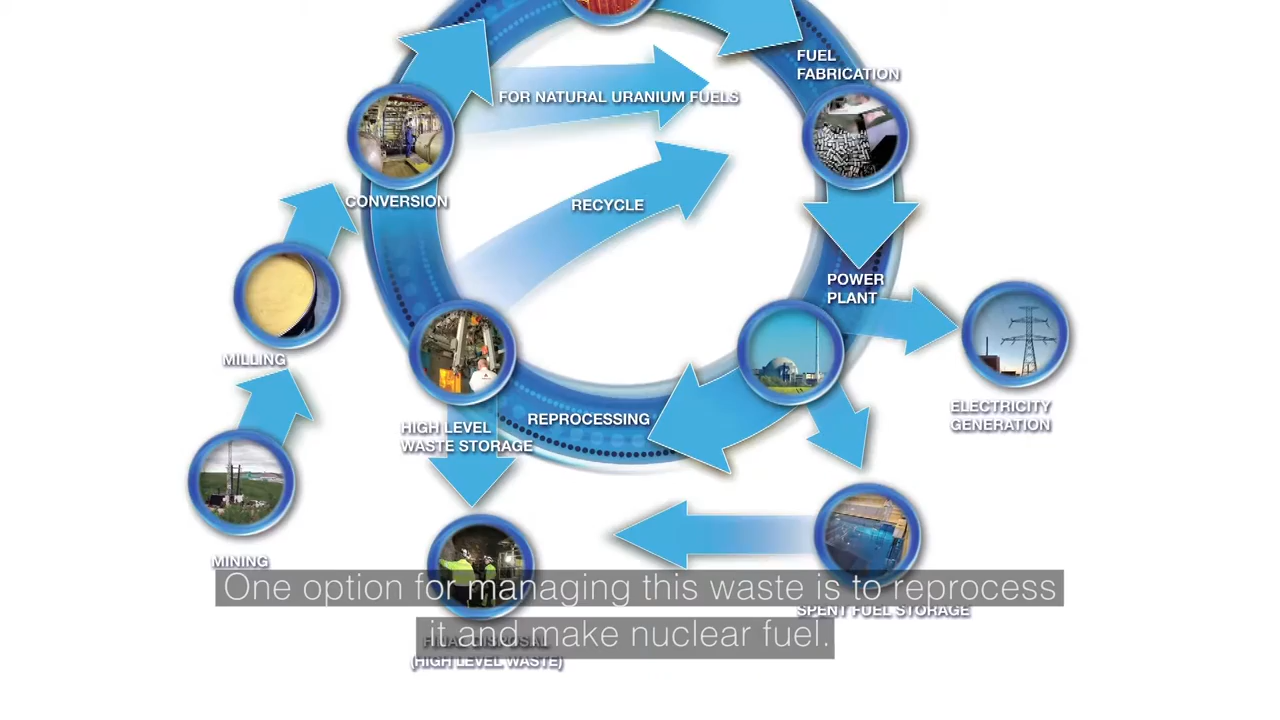 FUEL
FABRICATION
FOR NATURAL URANIUM FUELS
CONVERSION
RECYCLE
POWER
PLANT
MILLING
ELECTRICITY
GENERATION
REPROCESSING
HIGH LEVEL
WASTE STORAGE
MINING
One option for managing this waste is to reprocess
it and make nuclear fuel.
SPENT FUEL STORAGE
FINAL DISPOSAL
(HIGH LEVEL WASTE)